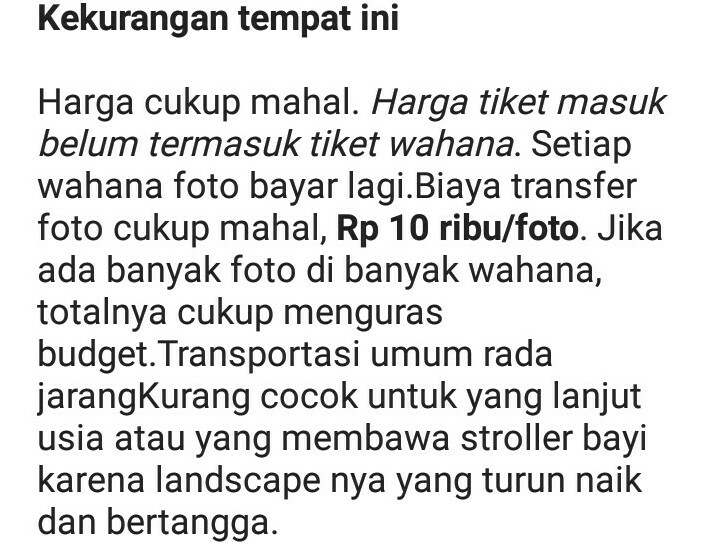 Kekurangan tempat ini
Harga cukup mahal. Harga tiket masuk
belum termasuk tiket wahana. Setiap
wahana foto bayar lagi.Biaya transfer
foto cukup mahal, Rp 10 ribu/foto. Jika
ada banyak foto di banyak wahana,
totalnya cukup menguras
budget.Transportasi umum rada
jarangKurang cocok untuk yang lanjut
usia atau yang membawa stroller bayi
karena landscape nya yang turun naik
dan bertangga.